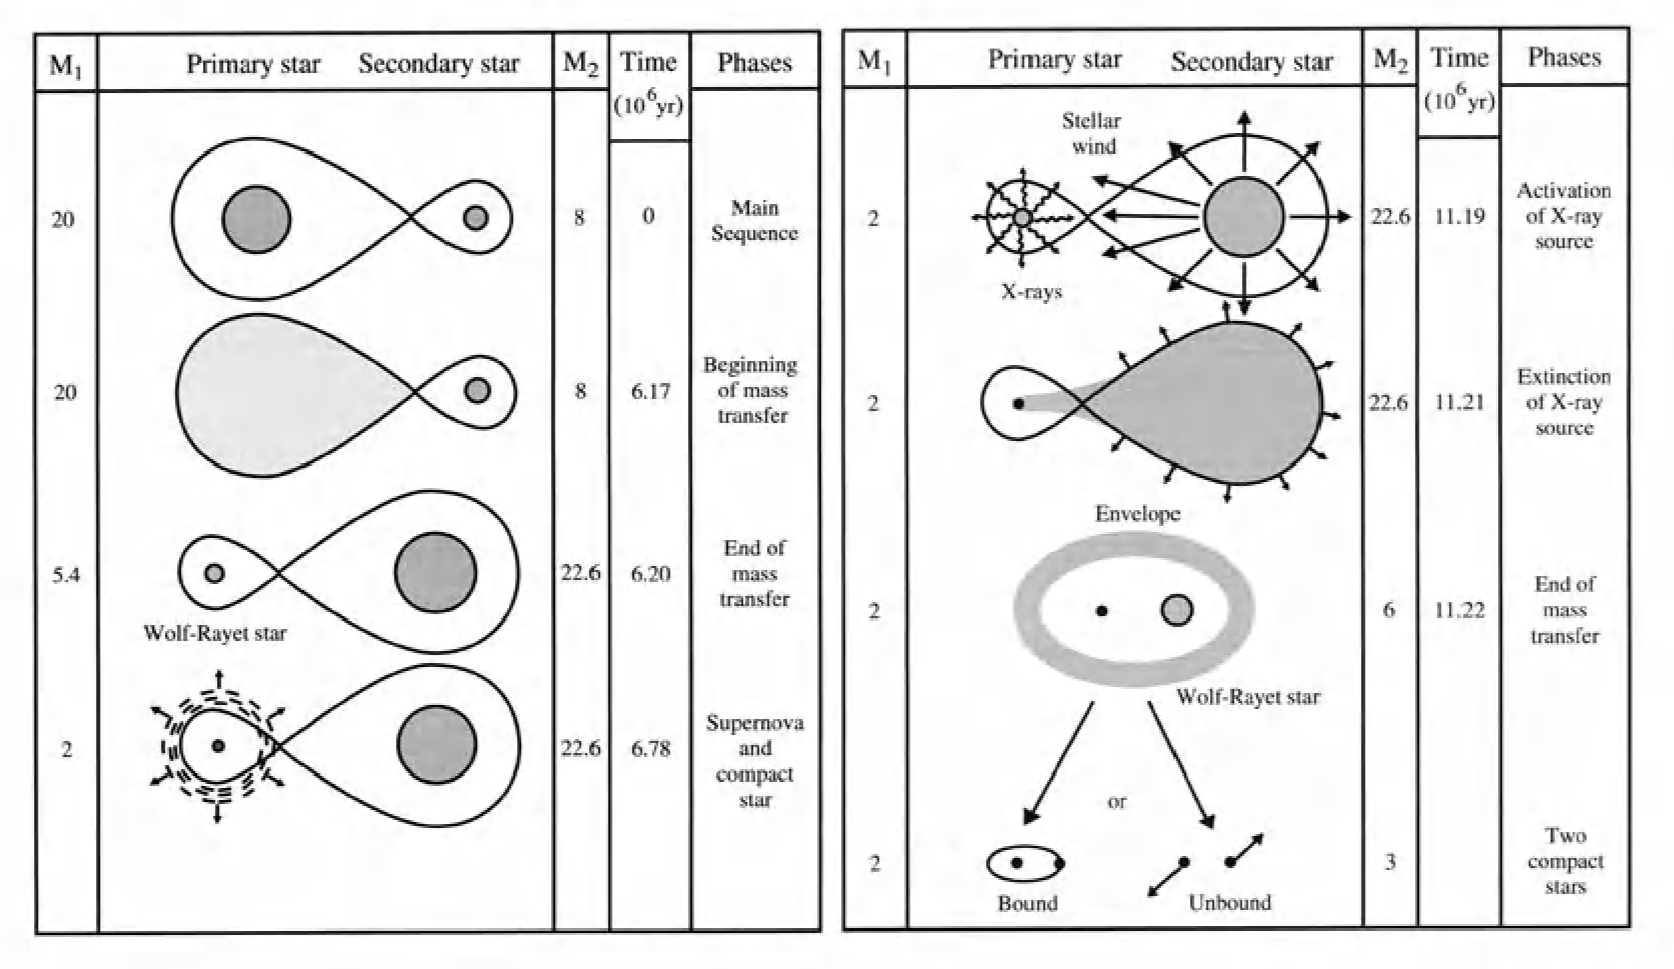 M1 Primary star Secondary star M2 Time Phases
(10^6 yr)
20 8 0 Main
Sequence
20 8 6.17 Beginning
of mass
transfer
5.4 22.6 6.20 End of
mass
transfer
Wolf-Rayet star
2 22.6 6.78 Supernova
and
compact
star
M1 Primary star Secondary star M2 Time Phases
(10^6 yr)
Stellar
wind
2 22.6 11.19 Activation
of X-ray
source
X-rays
2 22.6 11.21 Extinction
of X-ray
source
Envelope
2 6 11.22 End of
mass
transfer
Wolf-Rayet star
or
2 3 Two
compact
stars
Bound Unbound